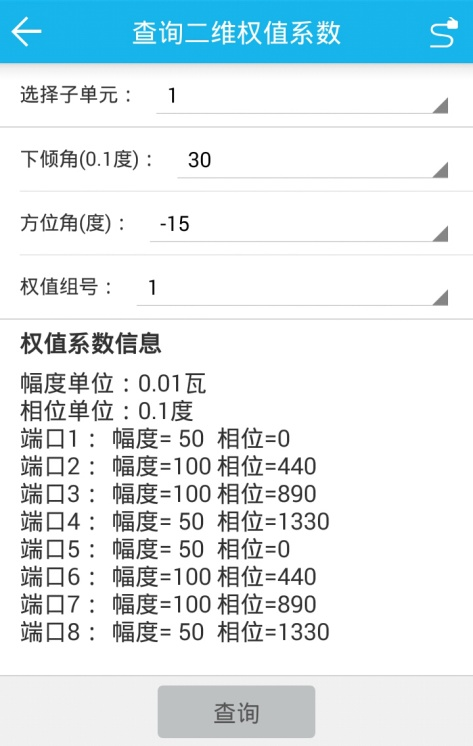 查询二维权值系数
选择子单元： 1
下倾角(0.1度)： 30
方位角(度)： -15
权值组号： 1
权值系数信息
幅度单位：0.01瓦
相位单位：0.1度
端口1： 幅度= 50 相位=0
端口2： 幅度=100 相位=440
端口3： 幅度=100 相位=890
端口4： 幅度= 50 相位=1330
端口5： 幅度= 50 相位=0
端口6： 幅度=100 相位=440
端口7： 幅度=100 相位=890
端口8： 幅度= 50 相位=1330
查询